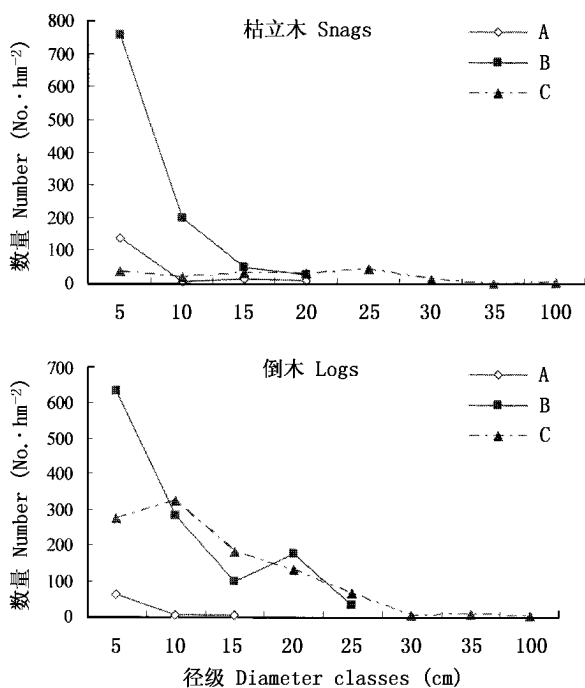 枯立木 Snags
A
B
C
数量 Number (No.·hm⁻²)
800
700
600
500
400
300
200
100
0
5 10 15 20 25 30 35 100
倒木 Logs
A
B
C
数量 Number (No.·hm⁻²)
700
600
500
400
300
200
100
0
5 10 15 20 25 30 35 100
径级 Diameter classes (cm)